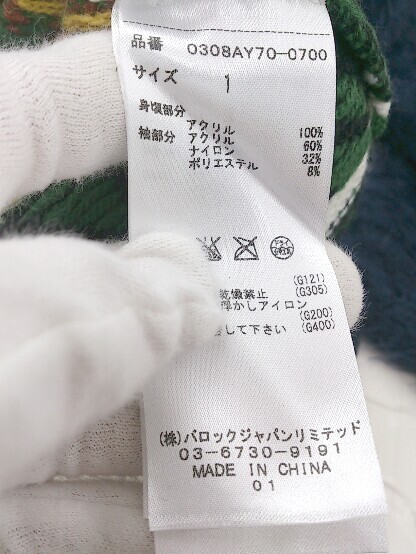 品番 0308AY70-0700
サイズ 1
身頃部分
アクリル 100%
袖部分 アクリル 60%
ナイロン 32%
ポリエステル 8%
ドライ
(G121)
乾燥禁止 (G305)
浮かしアイロン
(G200)
して下さい (G400)
(株)バロックジャパンリミテッド
03-6730-9191
MADE IN CHINA
01